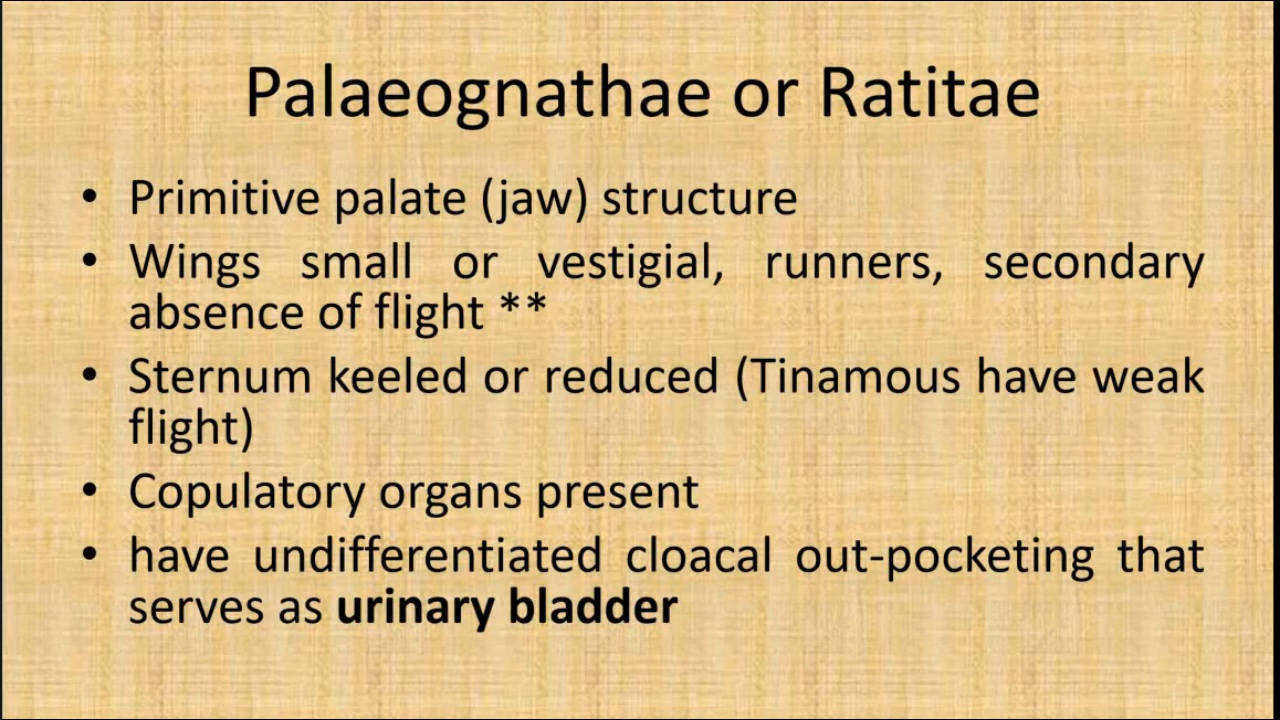 Palaeognathae or Ratitae
• Primitive palate (jaw) structure
• Wings small or vestigial, runners, secondary
absence of flight **
• Sternum keeled or reduced (Tinamous have weak
flight)
• Copulatory organs present
• have undifferentiated cloacal out-pocketing that
serves as urinary bladder